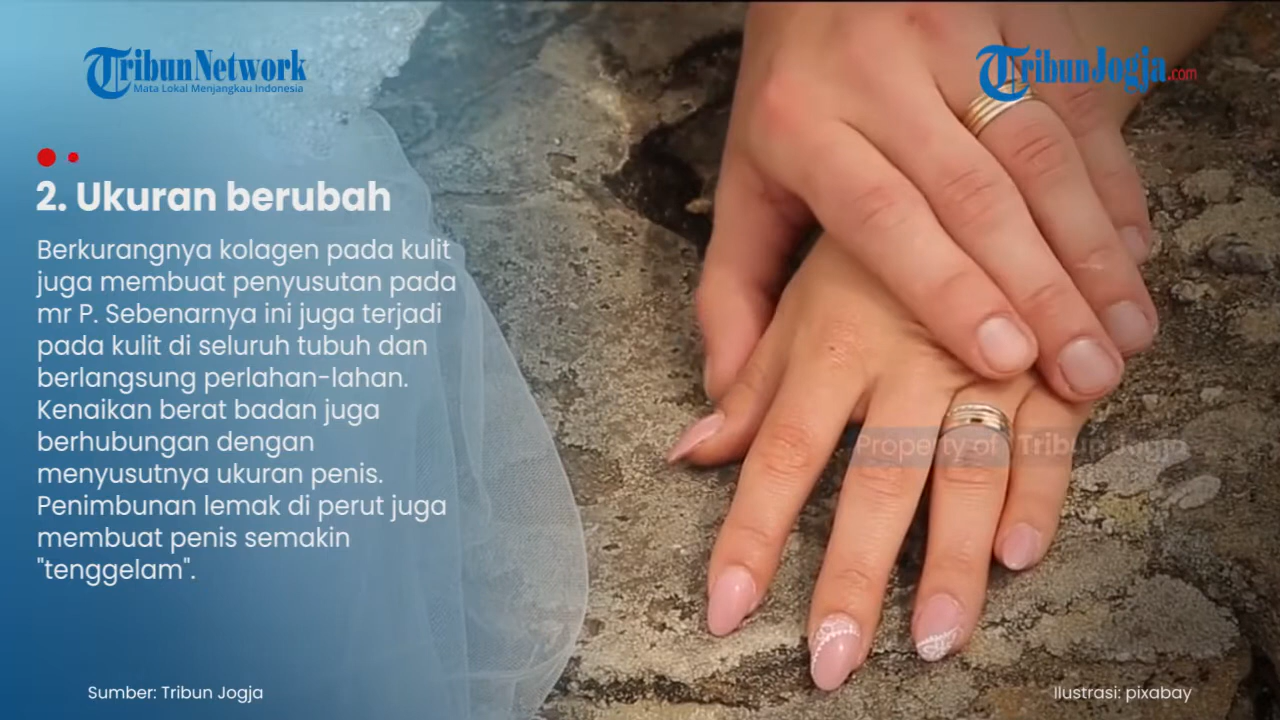 TribunNetwork
Mata Lokal Menjangkau Indonesia
TribunJogja.com
2. Ukuran berubah
Berkurangnya kolagen pada kulit
juga membuat penyusutan pada
mr P. Sebenarnya ini juga terjadi
pada kulit di seluruh tubuh dan
berlangsung perlahan-lahan.
Kenaikan berat badan juga
berhubungan dengan
menyusutnya ukuran penis.
Penimbunan lemak di perut juga
membuat penis semakin
"tenggelam".
Property of Tribun Jogja
Sumber: Tribun Jogja
Ilustrasi: pixabay